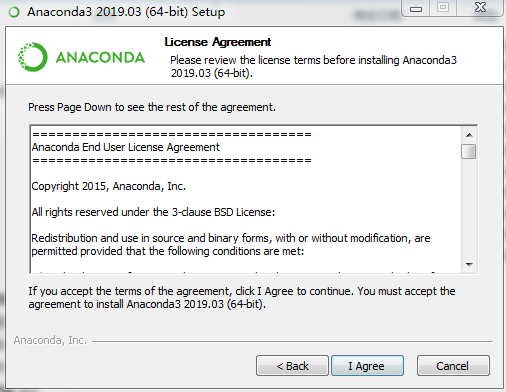 Anaconda3 2019.03 (64-bit) Setup
License Agreement
Please review the license terms before installing Anaconda3
2019.03 (64-bit).
ANACONDA
Press Page Down to see the rest of the agreement.
===================================
Anaconda End User License Agreement
===================================
Copyright 2015, Anaconda, Inc.
All rights reserved under the 3-clause BSD License:
Redistribution and use in source and binary forms, with or without modification, are
permitted provided that the following conditions are met:
If you accept the terms of the agreement, click I Agree to continue. You must accept the
agreement to install Anaconda3 2019.03 (64-bit).
Anaconda, Inc.
< Back
I Agree
Cancel